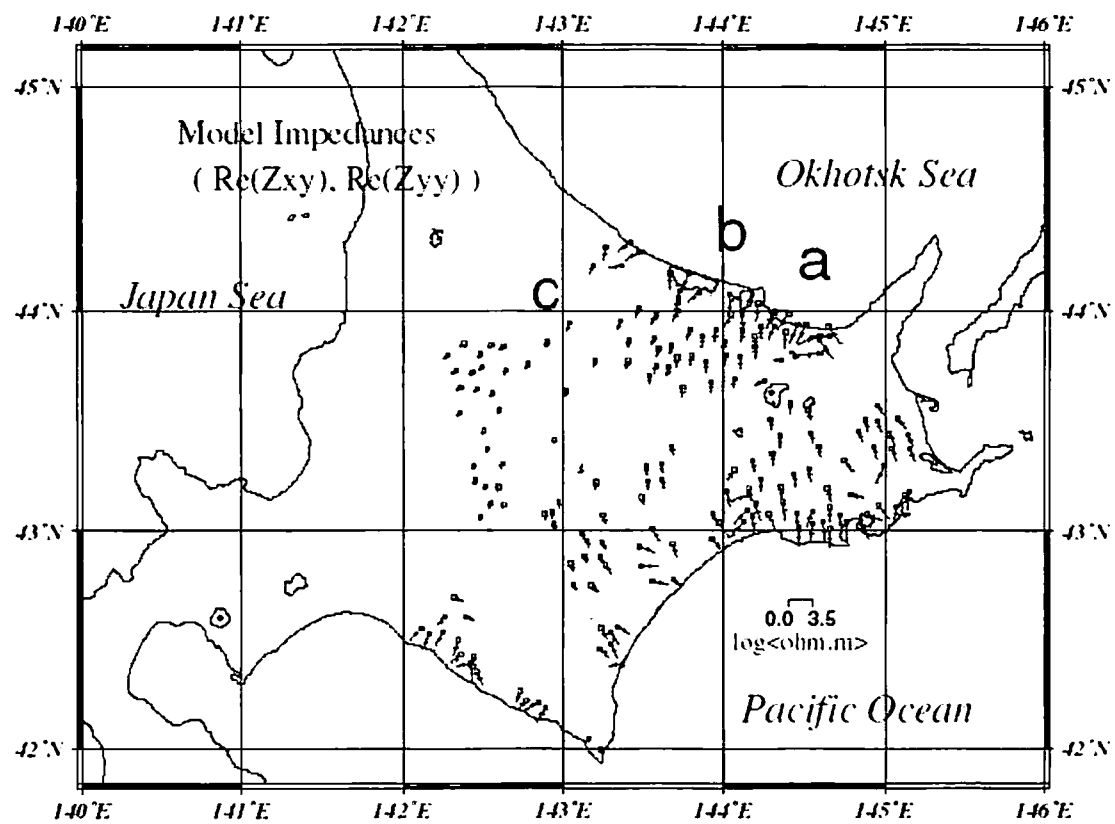 140°E 141°E 142°E 143°E 144°E 145°E 146°E
45°N 45°N
Model Impedances
( Re(Zxy), Re(Zyy) )
Okhotsk Sea
b
a
c
Japan Sea
44°N 44°N
43°N 43°N
0.0 3.5
log<ohm.m>
Pacific Ocean
42°N 42°N
140°E 141°E 142°E 143°E 144°E 145°E 146°E